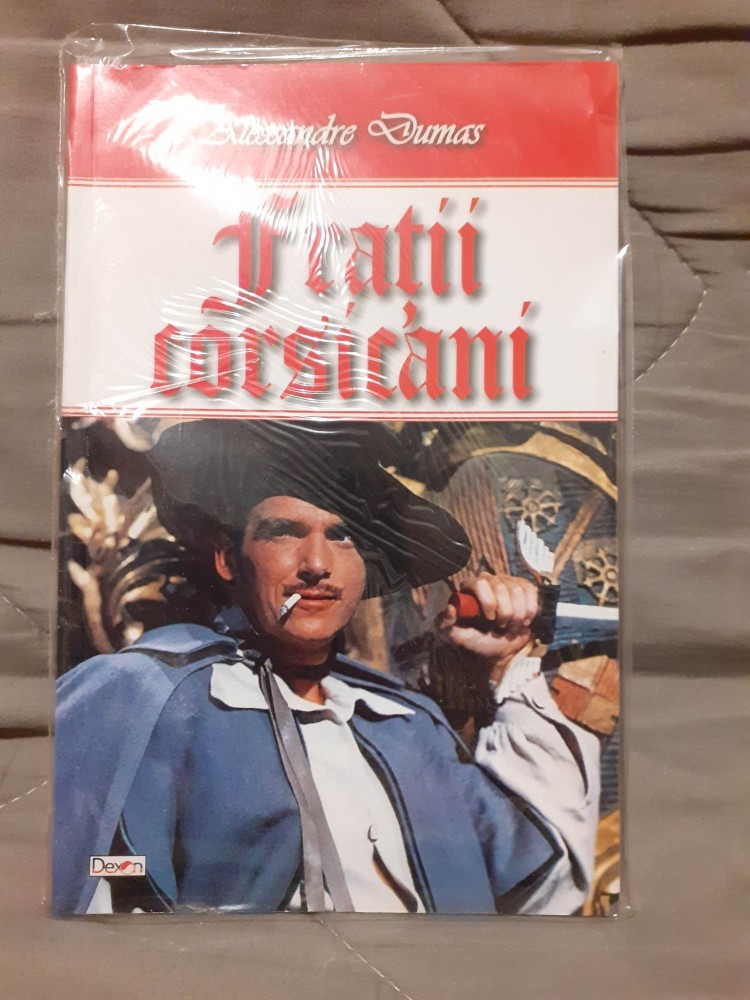 Alexandre Dumas
Frații
corsicani
Dexon